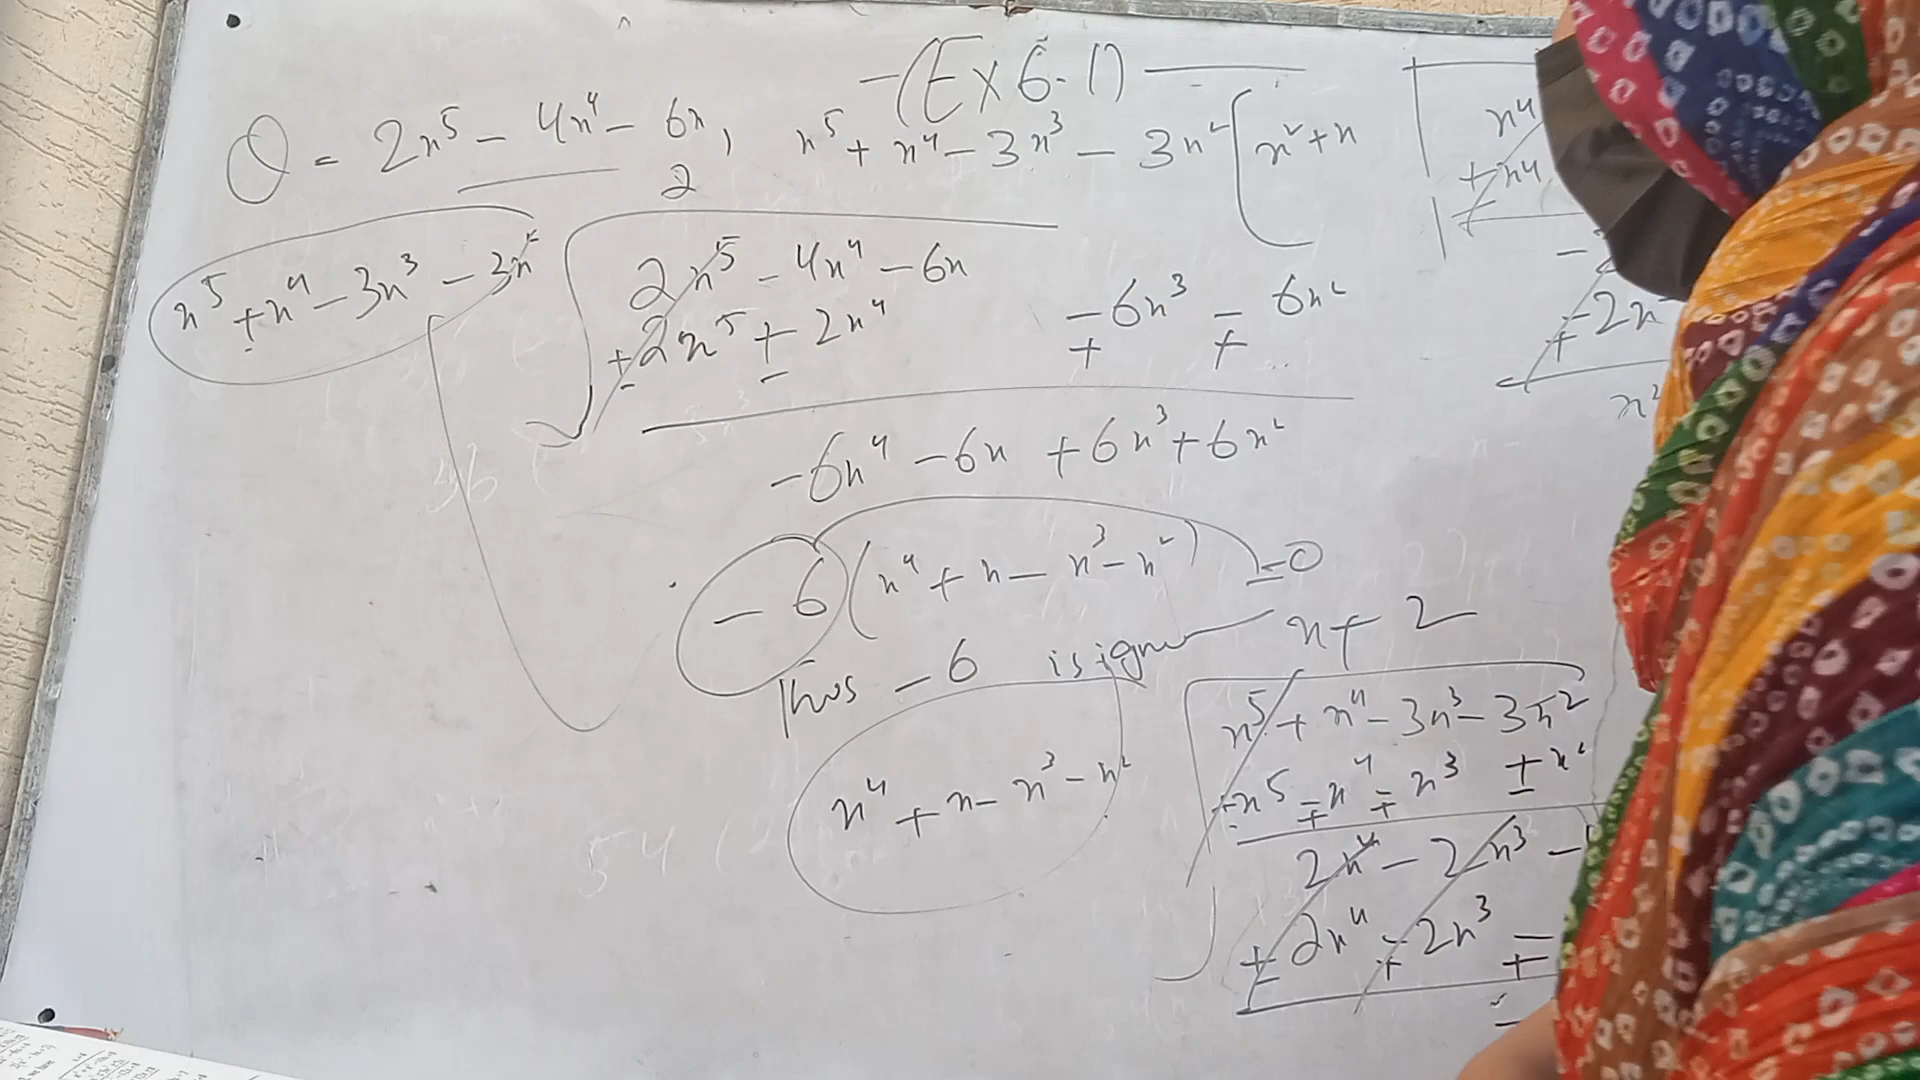 (Ex 6.1)
Q = 2x⁵ - 4x⁴ - 6x, x⁵ + x⁴ - 3x³ - 3x² x² + x
2
x⁵ + x⁴ - 3x³ - 3x²
2x⁵ - 4x⁴ - 6x
±2x⁵ ± 2x⁴ ∓6x³ ∓ 6x²
-6x⁴ - 6x + 6x³ + 6x²
-6(x⁴ + x - x³ - x²) = 0
Thus - 6 is
x⁴ + x - x³ - x²
x + 2
x⁵ + x⁴ - 3x³ - 3x²
±x⁵ ∓ x⁴ ∓ x³ ± x²
2x⁴ - 2x³ -
±2x⁴ ∓ 2x³ ∓
x⁴
±x⁴
∓2x
x²